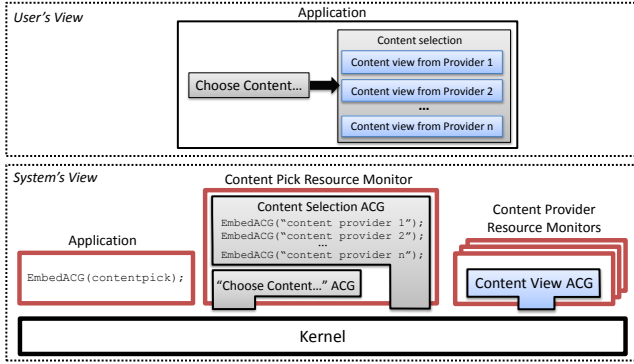 User's View
Application
Content selection
Content view from Provider 1
Choose Content...
Content view from Provider 2
...
Content view from Provider n
System's View
Content Pick Resource Monitor
Content Selection ACG
EmbedACG("content provider 1");
EmbedACG("content provider 2");
...
EmbedACG("content provider n");
Content Provider
Resource Monitors
Application
EmbedACG(contentpick);
"Choose Content..." ACG
Content View ACG
Kernel